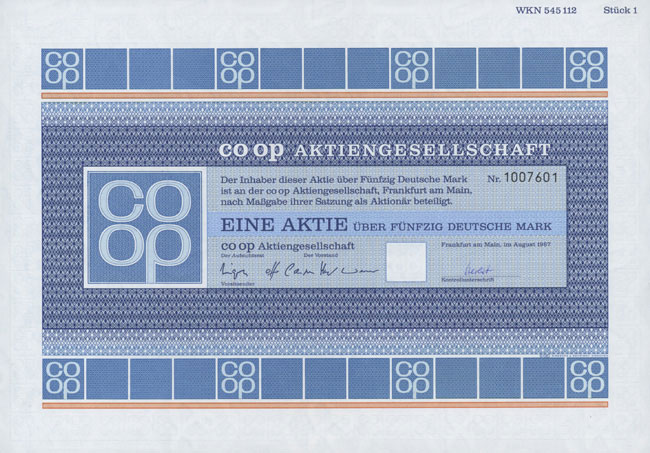 WKN 545 112 Stück 1
co op co op co op co op
co op AKTIENGESELLSCHAFT
co
op
Der Inhaber dieser Aktie über Fünfzig Deutsche Mark Nr. 1007601
ist an der co op Aktiengesellschaft, Frankfurt am Main,
nach Maßgabe ihrer Satzung als Aktionär beteiligt.
EINE AKTIE ÜBER FÜNFZIG DEUTSCHE MARK
co op Aktiengesellschaft Frankfurt am Main, im August 1987
Der Aufsichtsrat Der Vorstand
Vorsitzender Kontrollunterschrift
co op co op co op co op